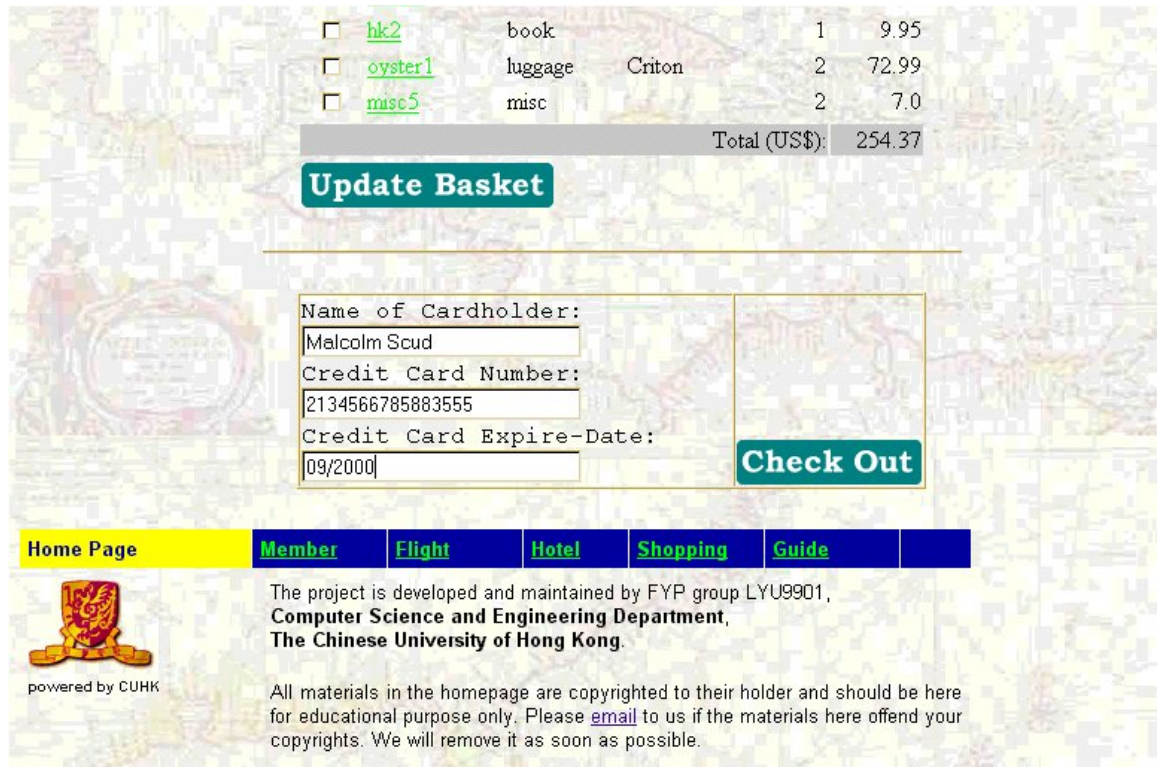 hk2 book 1 9.95
oyster1 luggage Criton 2 72.99
misc5 misc 2 7.0
Total (US$): 254.37
Update Basket
Name of Cardholder:
Malcolm Scud
Credit Card Number:
2134566785883555
Credit Card Expire-Date:
09/2000
Check Out
Home Page Member Flight Hotel Shopping Guide
The project is developed and maintained by FYP group LYU9901,
Computer Science and Engineering Department,
The Chinese University of Hong Kong.
powered by CUHK
All materials in the homepage are copyrighted to their holder and should be here
for educational purpose only. Please email to us if the materials here offend your
copyrights. We will remove it as soon as possible.